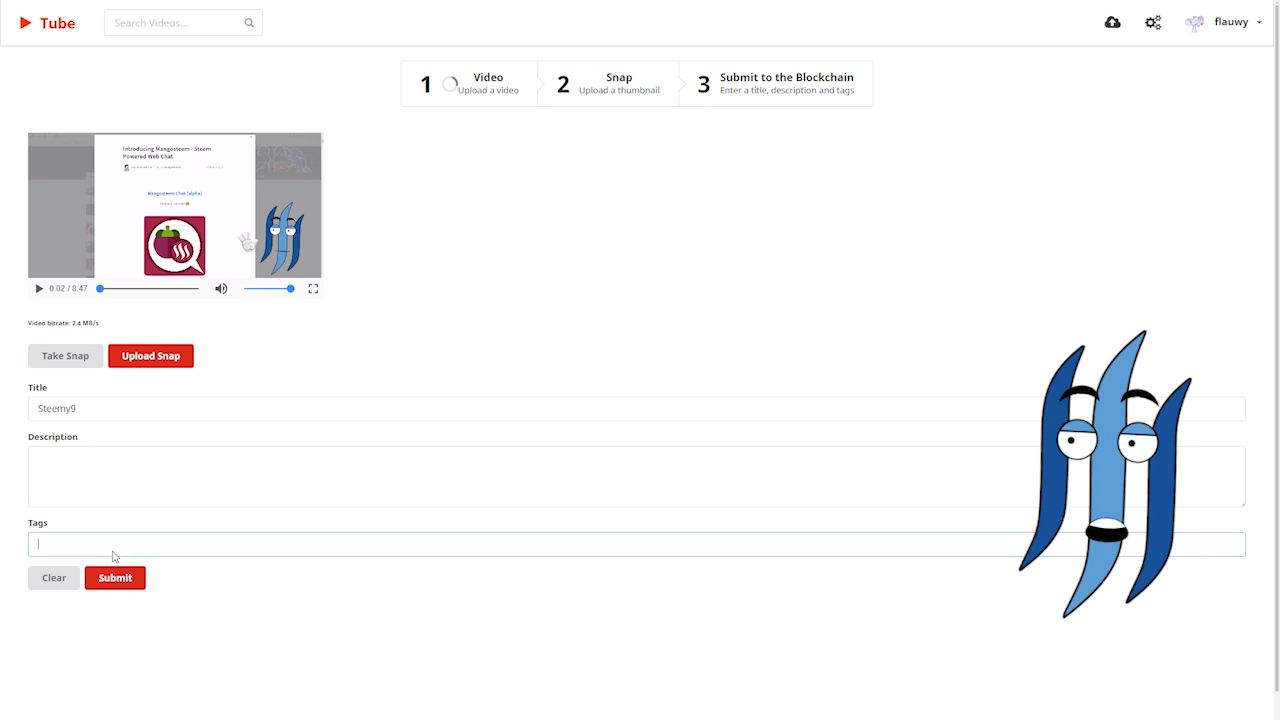 Tube
Search Videos...
flauwy
1 Video
Upload a video
2 Snap
Upload a thumbnail
3 Submit to the Blockchain
Enter a title, description and tags
Introducing Mangosteem - Steem
Powered Web Chat
Mangosteem Chat (alpha)
0:02 / 8:47
Video bitrate: 2.4 MB/s
Take Snap
Upload Snap
Title
Steemy9
Description
Tags
Clear
Submit